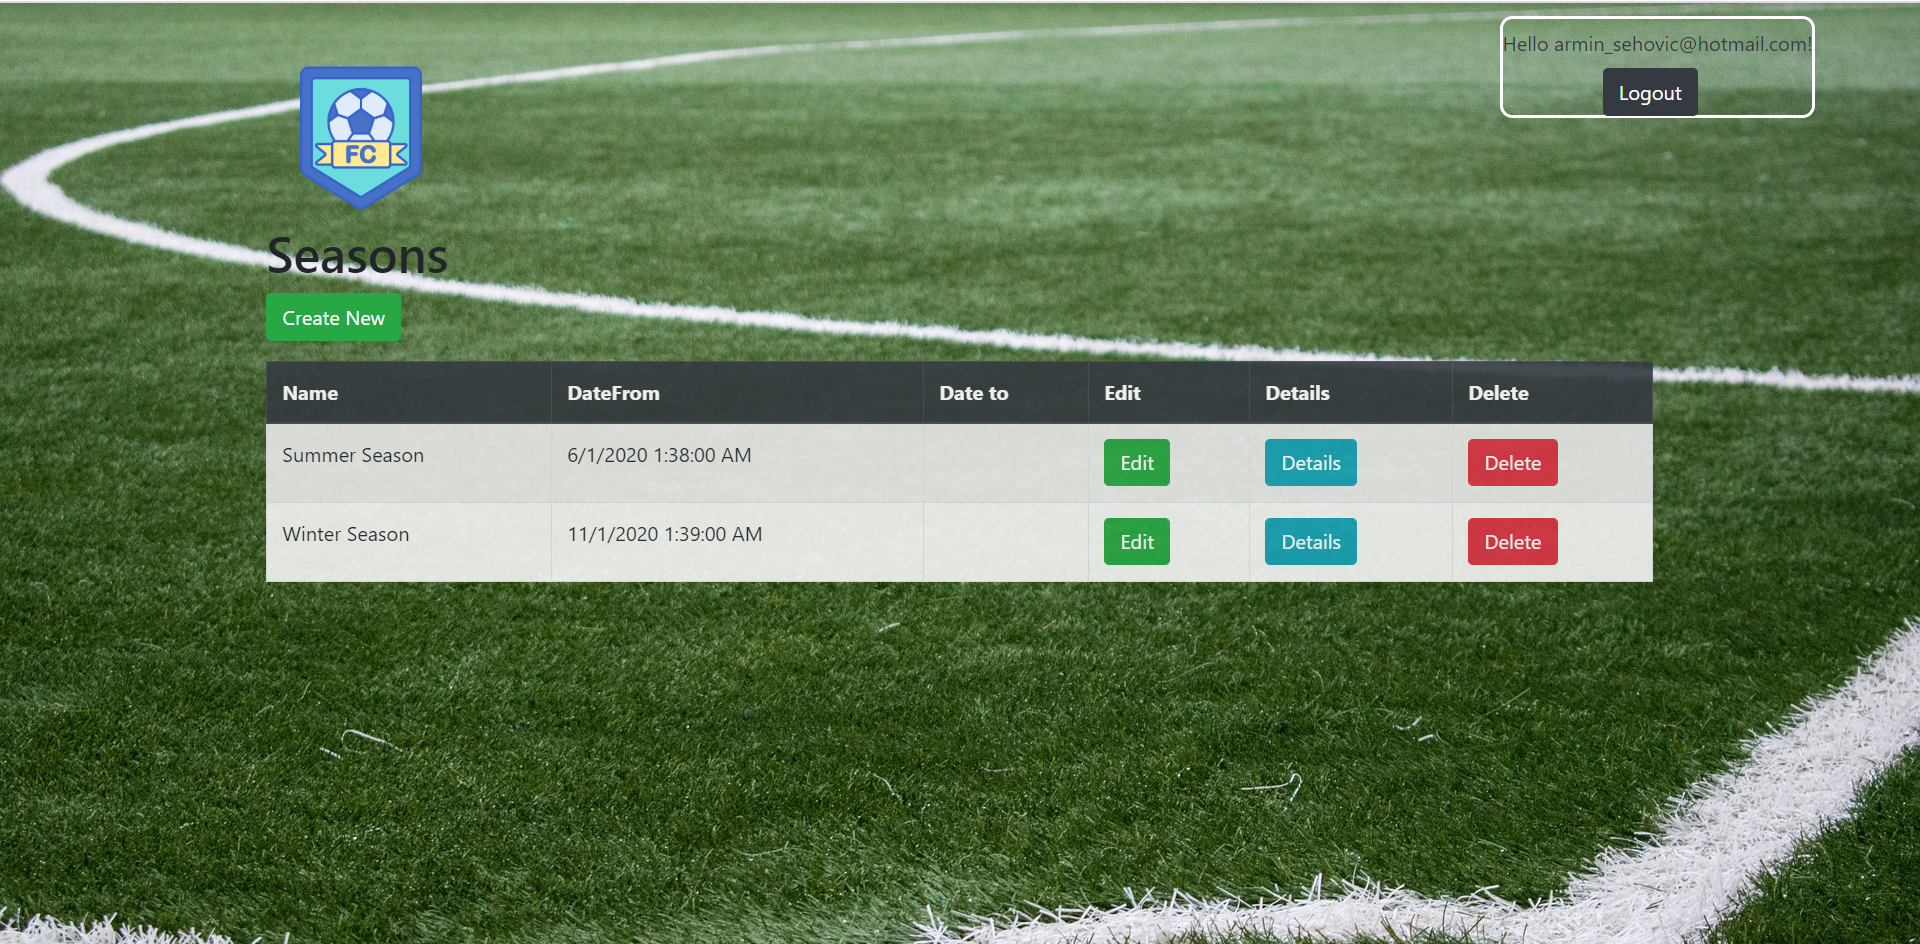 Hello armin_sehovic@hotmail.com!
Logout
FC
Seasons
Create New
Name DateFrom Date to Edit Details Delete
Summer Season 6/1/2020 1:38:00 AM Edit Details Delete
Winter Season 11/1/2020 1:39:00 AM Edit Details Delete